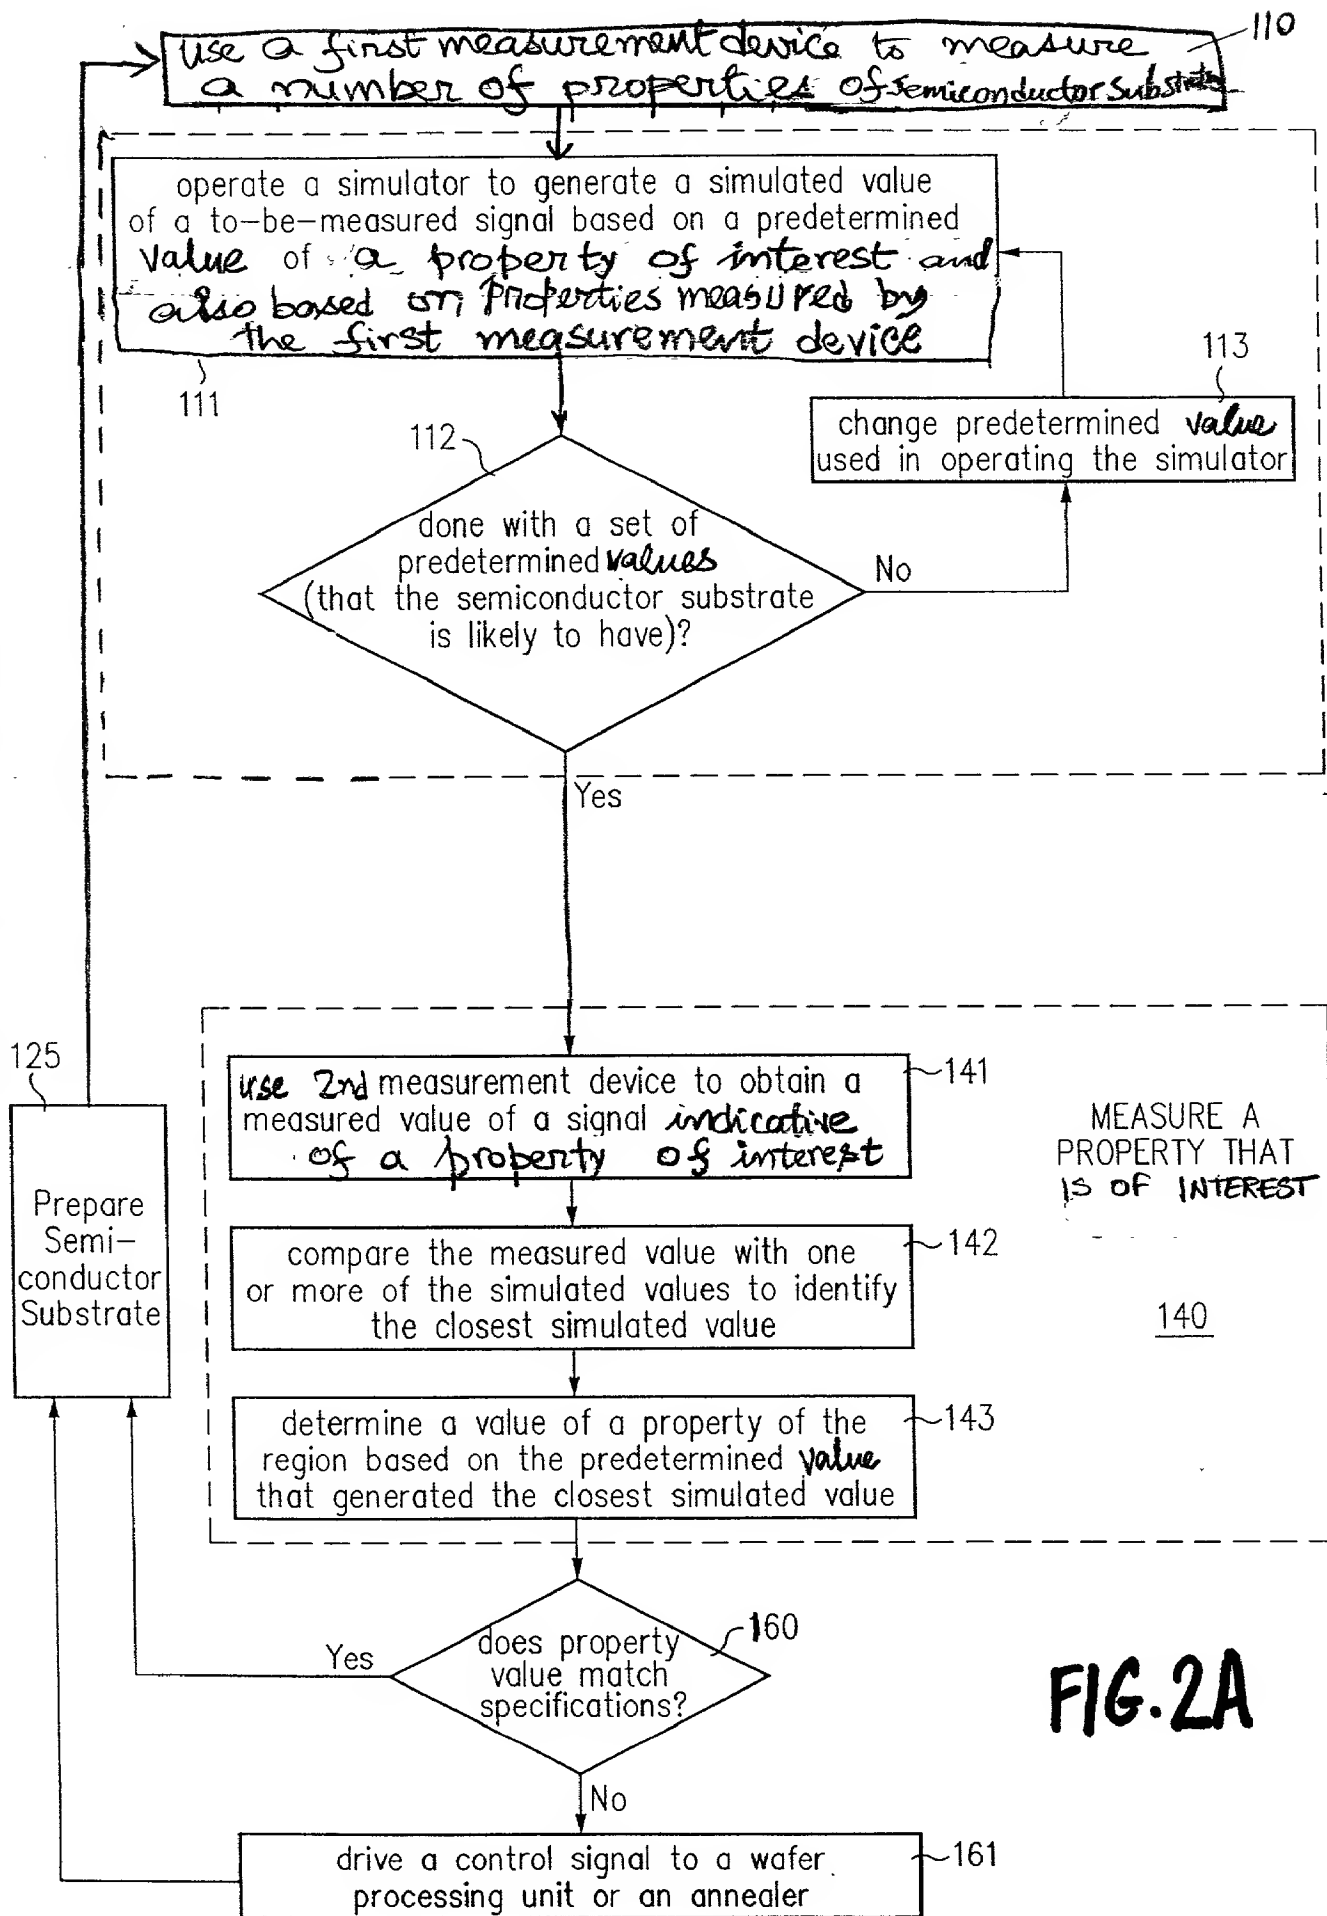 use a first measurement device to measure
a number of properties of semiconductor substrate
110
operate a simulator to generate a simulated value
of a to-be-measured signal based on a predetermined
value of a property of interest and
also based on properties measured by
the first measurement device
111
113
change predetermined value
used in operating the simulator
112
done with a set of
predetermined values
(that the semiconductor substrate
is likely to have)?
No
Yes
125
Prepare
Semi-
conductor
Substrate
use 2nd measurement device to obtain a
measured value of a signal indicative
of a property of interest
141
MEASURE A
PROPERTY THAT
IS OF INTEREST
140
compare the measured value with one
or more of the simulated values to identify
the closest simulated value
142
determine a value of a property of the
region based on the predetermined value
that generated the closest simulated value
143
does property
value match
specifications?
160
Yes
No
drive a control signal to a wafer
processing unit or an annealer
161
FIG.2A